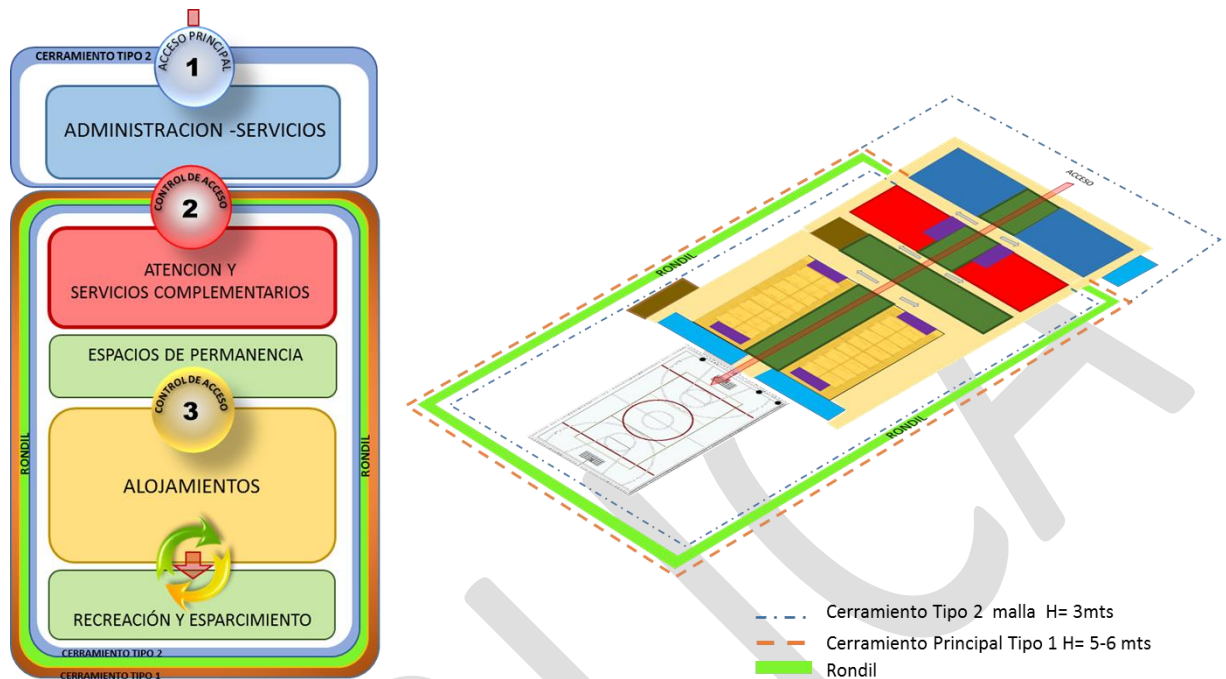 ACCESO PRINCIPAL
1
CERRAMIENTO TIPO 2
ADMINISTRACION -SERVICIOS
CONTROL DE ACCESO
2
ATENCION Y
SERVICIOS COMPLEMENTARIOS
ESPACIOS DE PERMANENCIA
CONTROL DE ACCESO
3
ALOJAMIENTOS
RONDIL
RONDIL
RECREACIÓN Y ESPARCIMIENTO
CERRAMIENTO TIPO 2
CERRAMIENTO TIPO 1
ACCESO
RONDIL
RONDIL
Cerramiento Tipo 2 malla H= 3mts
Cerramiento Principal Tipo 1 H= 5-6 mts
Rondil